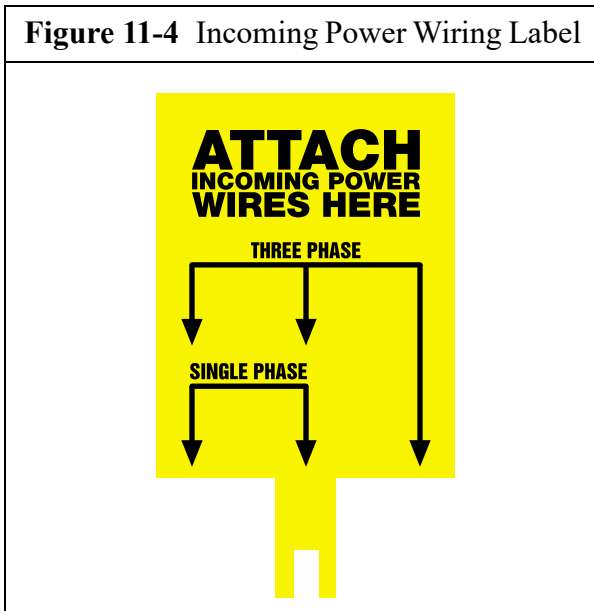 Figure 11-4 Incoming Power Wiring Label
ATTACH
INCOMING POWER
WIRES HERE
THREE PHASE
SINGLE PHASE